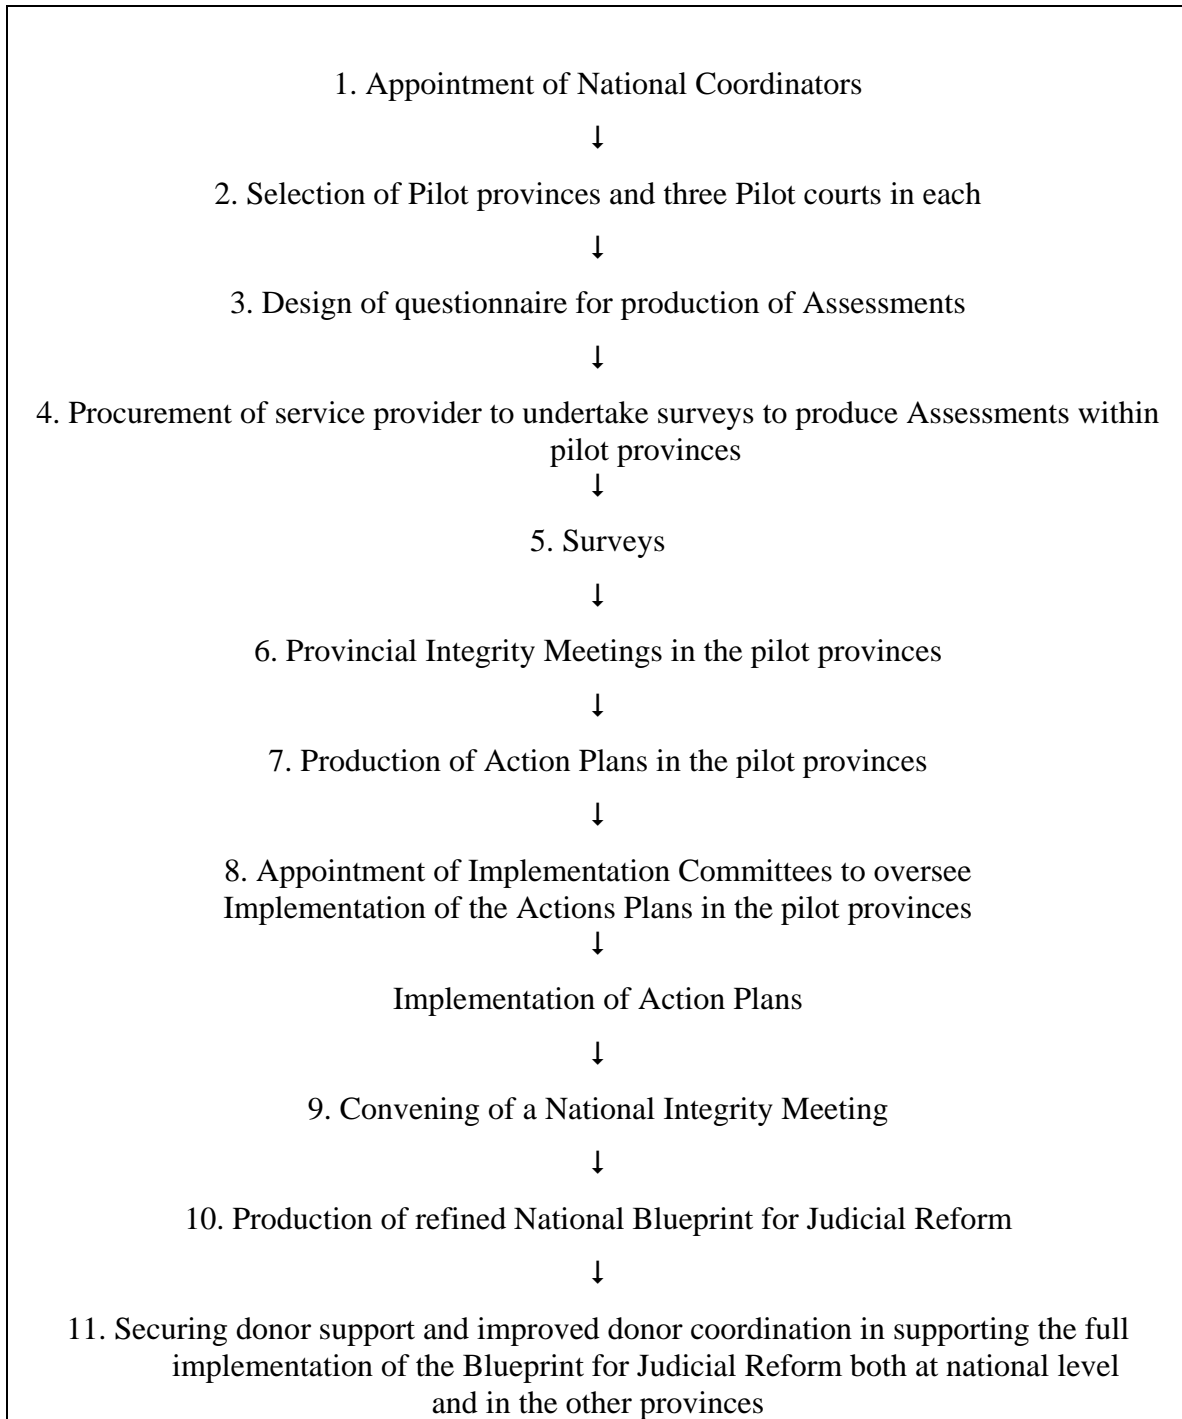 1. Appointment of National Coordinators
↓
2. Selection of Pilot provinces and three Pilot courts in each
↓
3. Design of questionnaire for production of Assessments
↓
4. Procurement of service provider to undertake surveys to produce Assessments within
pilot provinces
↓
5. Surveys
↓
6. Provincial Integrity Meetings in the pilot provinces
↓
7. Production of Action Plans in the pilot provinces
↓
8. Appointment of Implementation Committees to oversee
Implementation of the Actions Plans in the pilot provinces
↓
Implementation of Action Plans
↓
9. Convening of a National Integrity Meeting
↓
10. Production of refined National Blueprint for Judicial Reform
↓
11. Securing donor support and improved donor coordination in supporting the full
implementation of the Blueprint for Judicial Reform both at national level
and in the other provinces